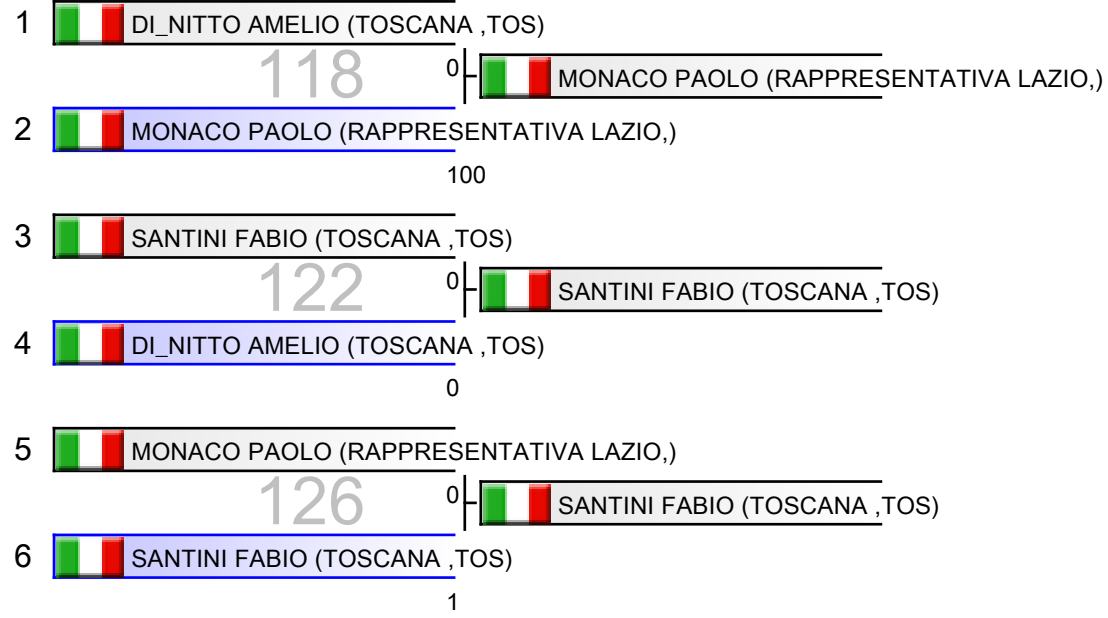 1 DI_NITTO AMELIO (TOSCANA ,TOS)
118 0 MONACO PAOLO (RAPPRESENTATIVA LAZIO,)
2 MONACO PAOLO (RAPPRESENTATIVA LAZIO,)
100
3 SANTINI FABIO (TOSCANA ,TOS)
122 0 SANTINI FABIO (TOSCANA ,TOS)
4 DI_NITTO AMELIO (TOSCANA ,TOS)
0
5 MONACO PAOLO (RAPPRESENTATIVA LAZIO,)
126 0 SANTINI FABIO (TOSCANA ,TOS)
6 SANTINI FABIO (TOSCANA ,TOS)
1